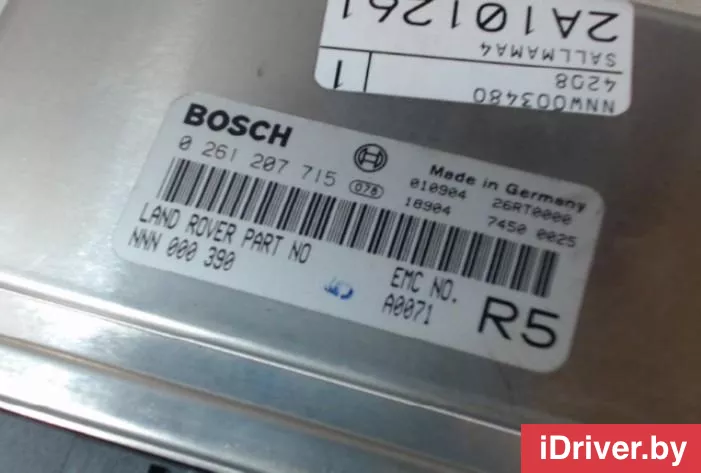 2A101261
SALLMAMA4
1
4208
NNW003480
BOSCH
0 261 207 715
078
Made in Germany
010904 26RT0000
18904 7450 0025
LAND ROVER PART NO
NNN 000 390
EMC NO.
A0071
R5
iDriver.by